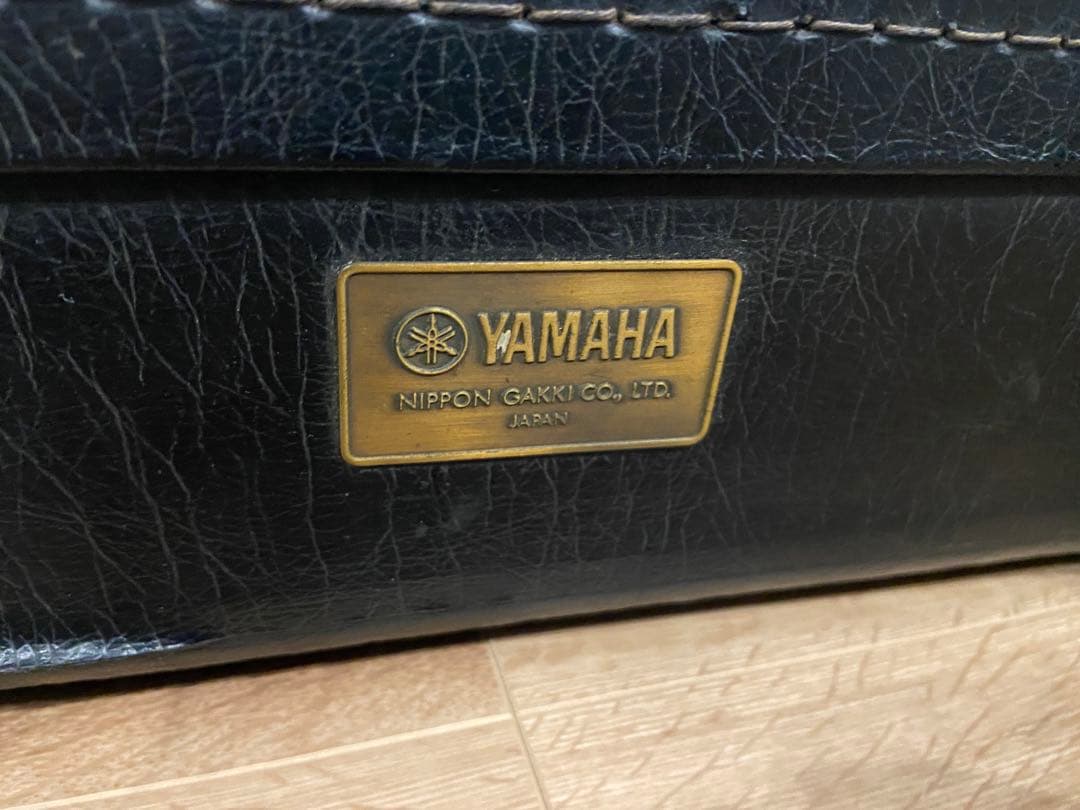 YAMAHA
NIPPON GAKKI CO., LTD.
JAPAN